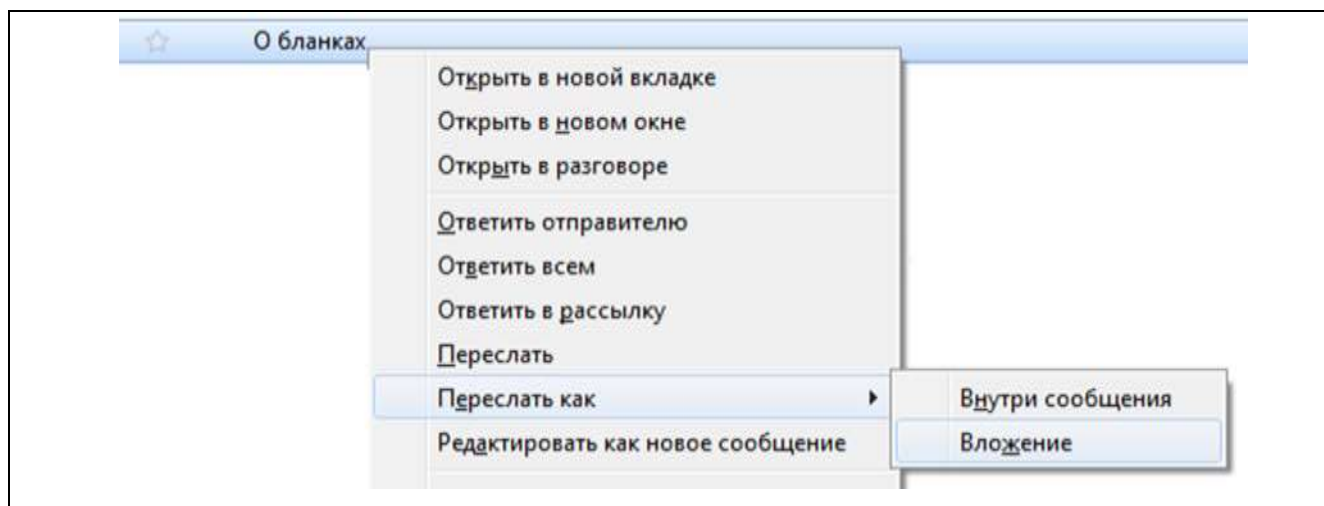 О бланках
Открыть в новой вкладке
Открыть в новом окне
Открыть в разговоре
Ответить отправителю
Ответить всем
Ответить в рассылку
Переслать
Переслать как
Внутри сообщения
Редактировать как новое сообщение
Вложение